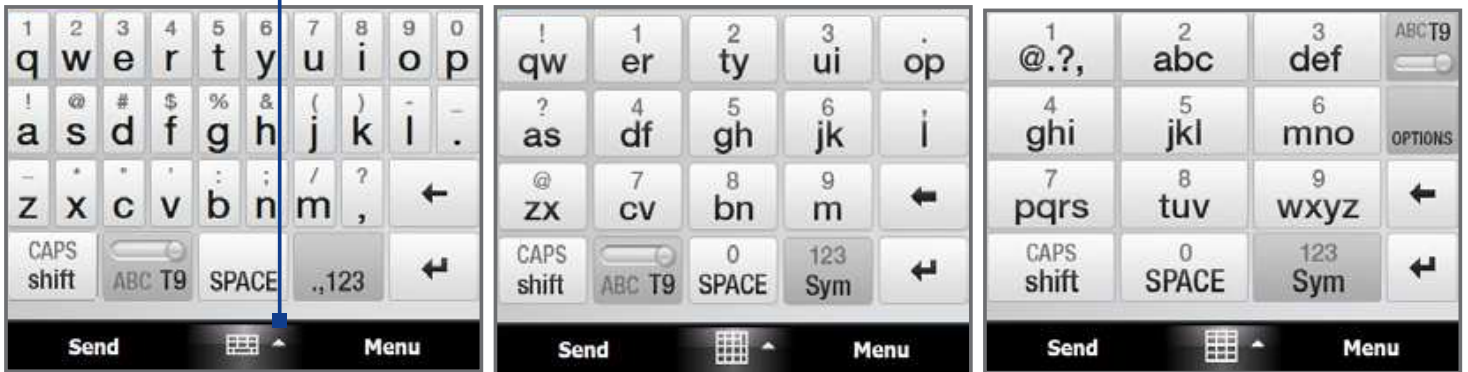 1 2 3 4 5 6 7 8 9 0
q w e r t y u i o p
! @ # $ % & ( ) - _
a s d f g h j k l .
* " ' : ; / ?
z x c v b n m , ←
CAPS
shift ABC T9 SPACE .,123 ↵
Send Menu
! 1 2 3 .
qw er ty ui op
? 4 5 6 ,
as df gh jk l
@ 7 8 9
zx cv bn m ←
CAPS 0 123
shift ABC T9 SPACE Sym ↵
Send Menu
1 2 3 ABC T9
@.?, abc def
4 5 6
ghi jkl mno OPTIONS
7 8 9
pqrs tuv wxyz ←
CAPS 0 123
shift SPACE Sym ↵
Send Menu